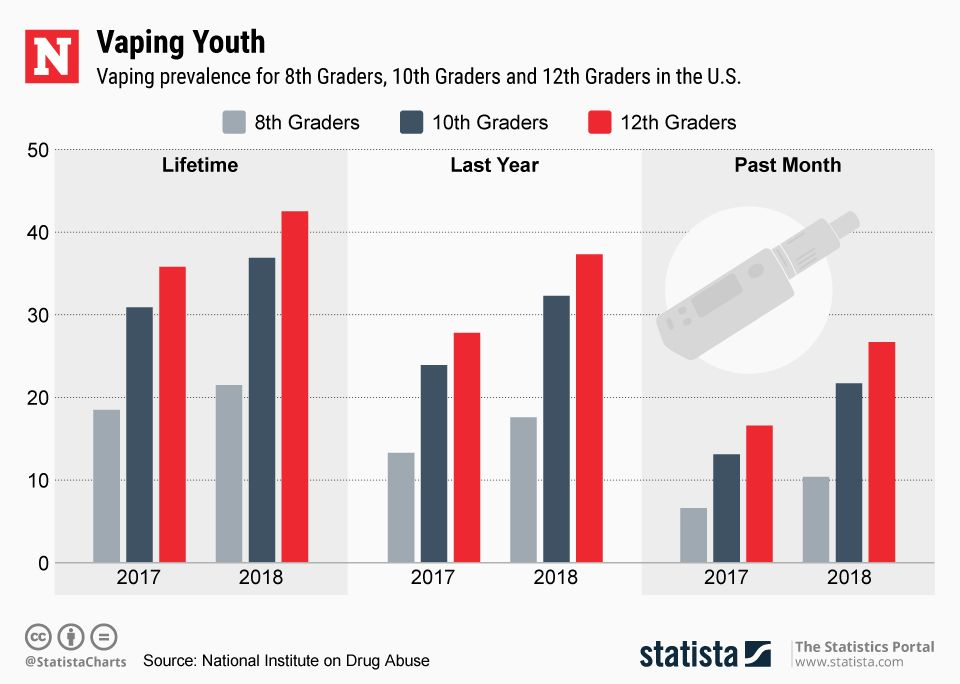 N
Vaping Youth
Vaping prevalence for 8th Graders, 10th Graders and 12th Graders in the U.S.
8th Graders 10th Graders 12th Graders
50
Lifetime Last Year Past Month
40
30
20
10
0
2017 2018 2017 2018 2017 2018
cc
@StatistaCharts Source: National Institute on Drug Abuse
statista
The Statistics Portal
www.statista.com